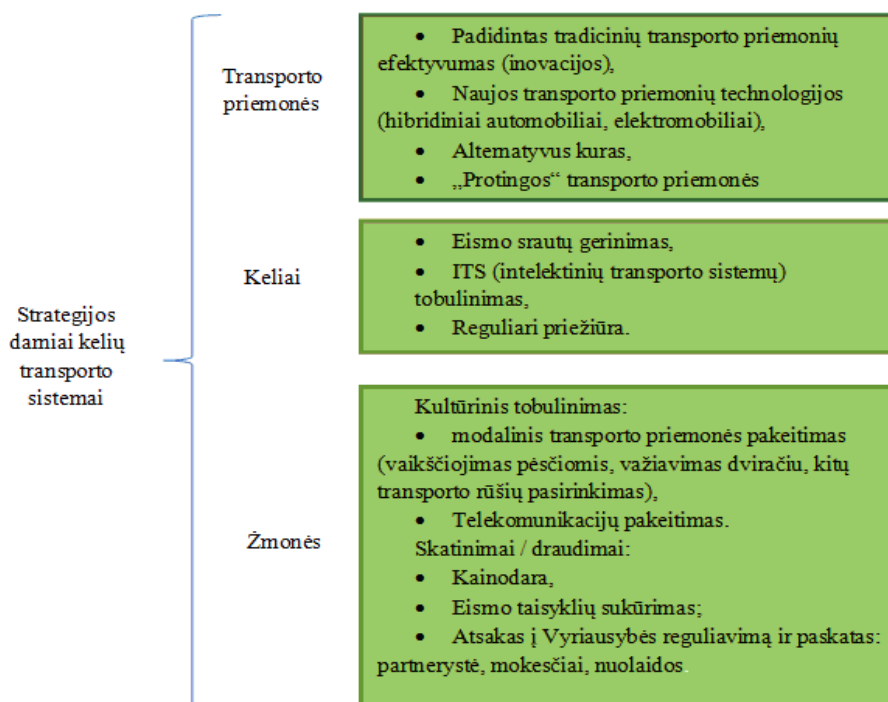 Strategijos
damiai kelių
transporto
sistemai
Transporto
priemonės
• Padidintas tradicinių transporto priemonių
efektyvumas (inovacijos),
• Naujos transporto priemonių technologijos
(hibridiniai automobiliai, elektromobiliai),
• Alternatyvus kuras,
• „Protingos“ transporto priemonės
Keliai
• Eismo srautų gerinimas,
• ITS (intelektinių transporto sistemų)
tobulinimas,
• Reguliari priežiūra.
Žmonės
Kultūrinis tobulinimas:
• modalinis transporto priemonės pakeitimas
(vaikščiojimas pėsčiomis, važiavimas dviračiu, kitų
transporto rūšių pasirinkimas),
• Telekomunikacijų pakeitimas.
Skatinimai / draudimai:
• Kainodara,
• Eismo taisyklių sukūrimas;
• Atsakas į Vyriausybės reguliavimą ir paskatas:
partnerystė, mokesčiai, nuolaidos.